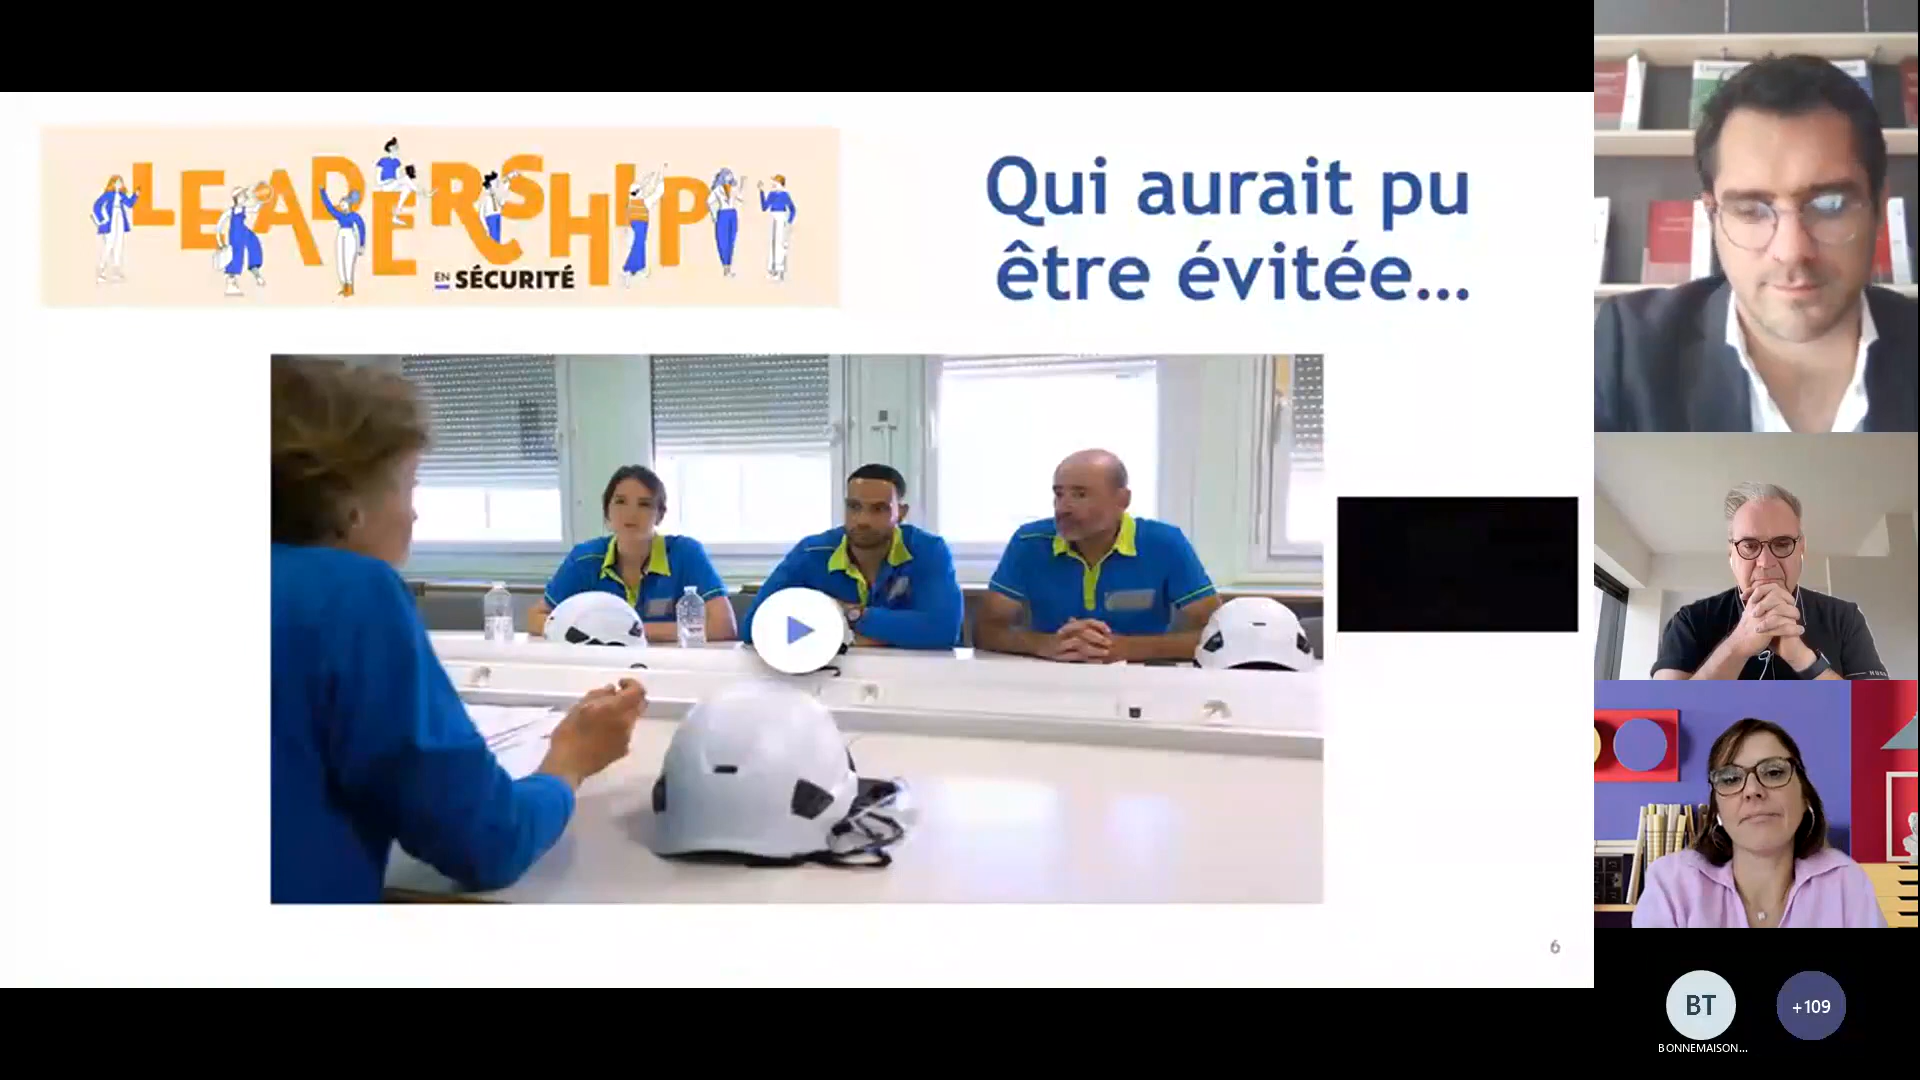 LEADERSHIP
EN SÉCURITÉ
Qui aurait pu
être évitée...
6
BT
+109
BONNEMAISON...